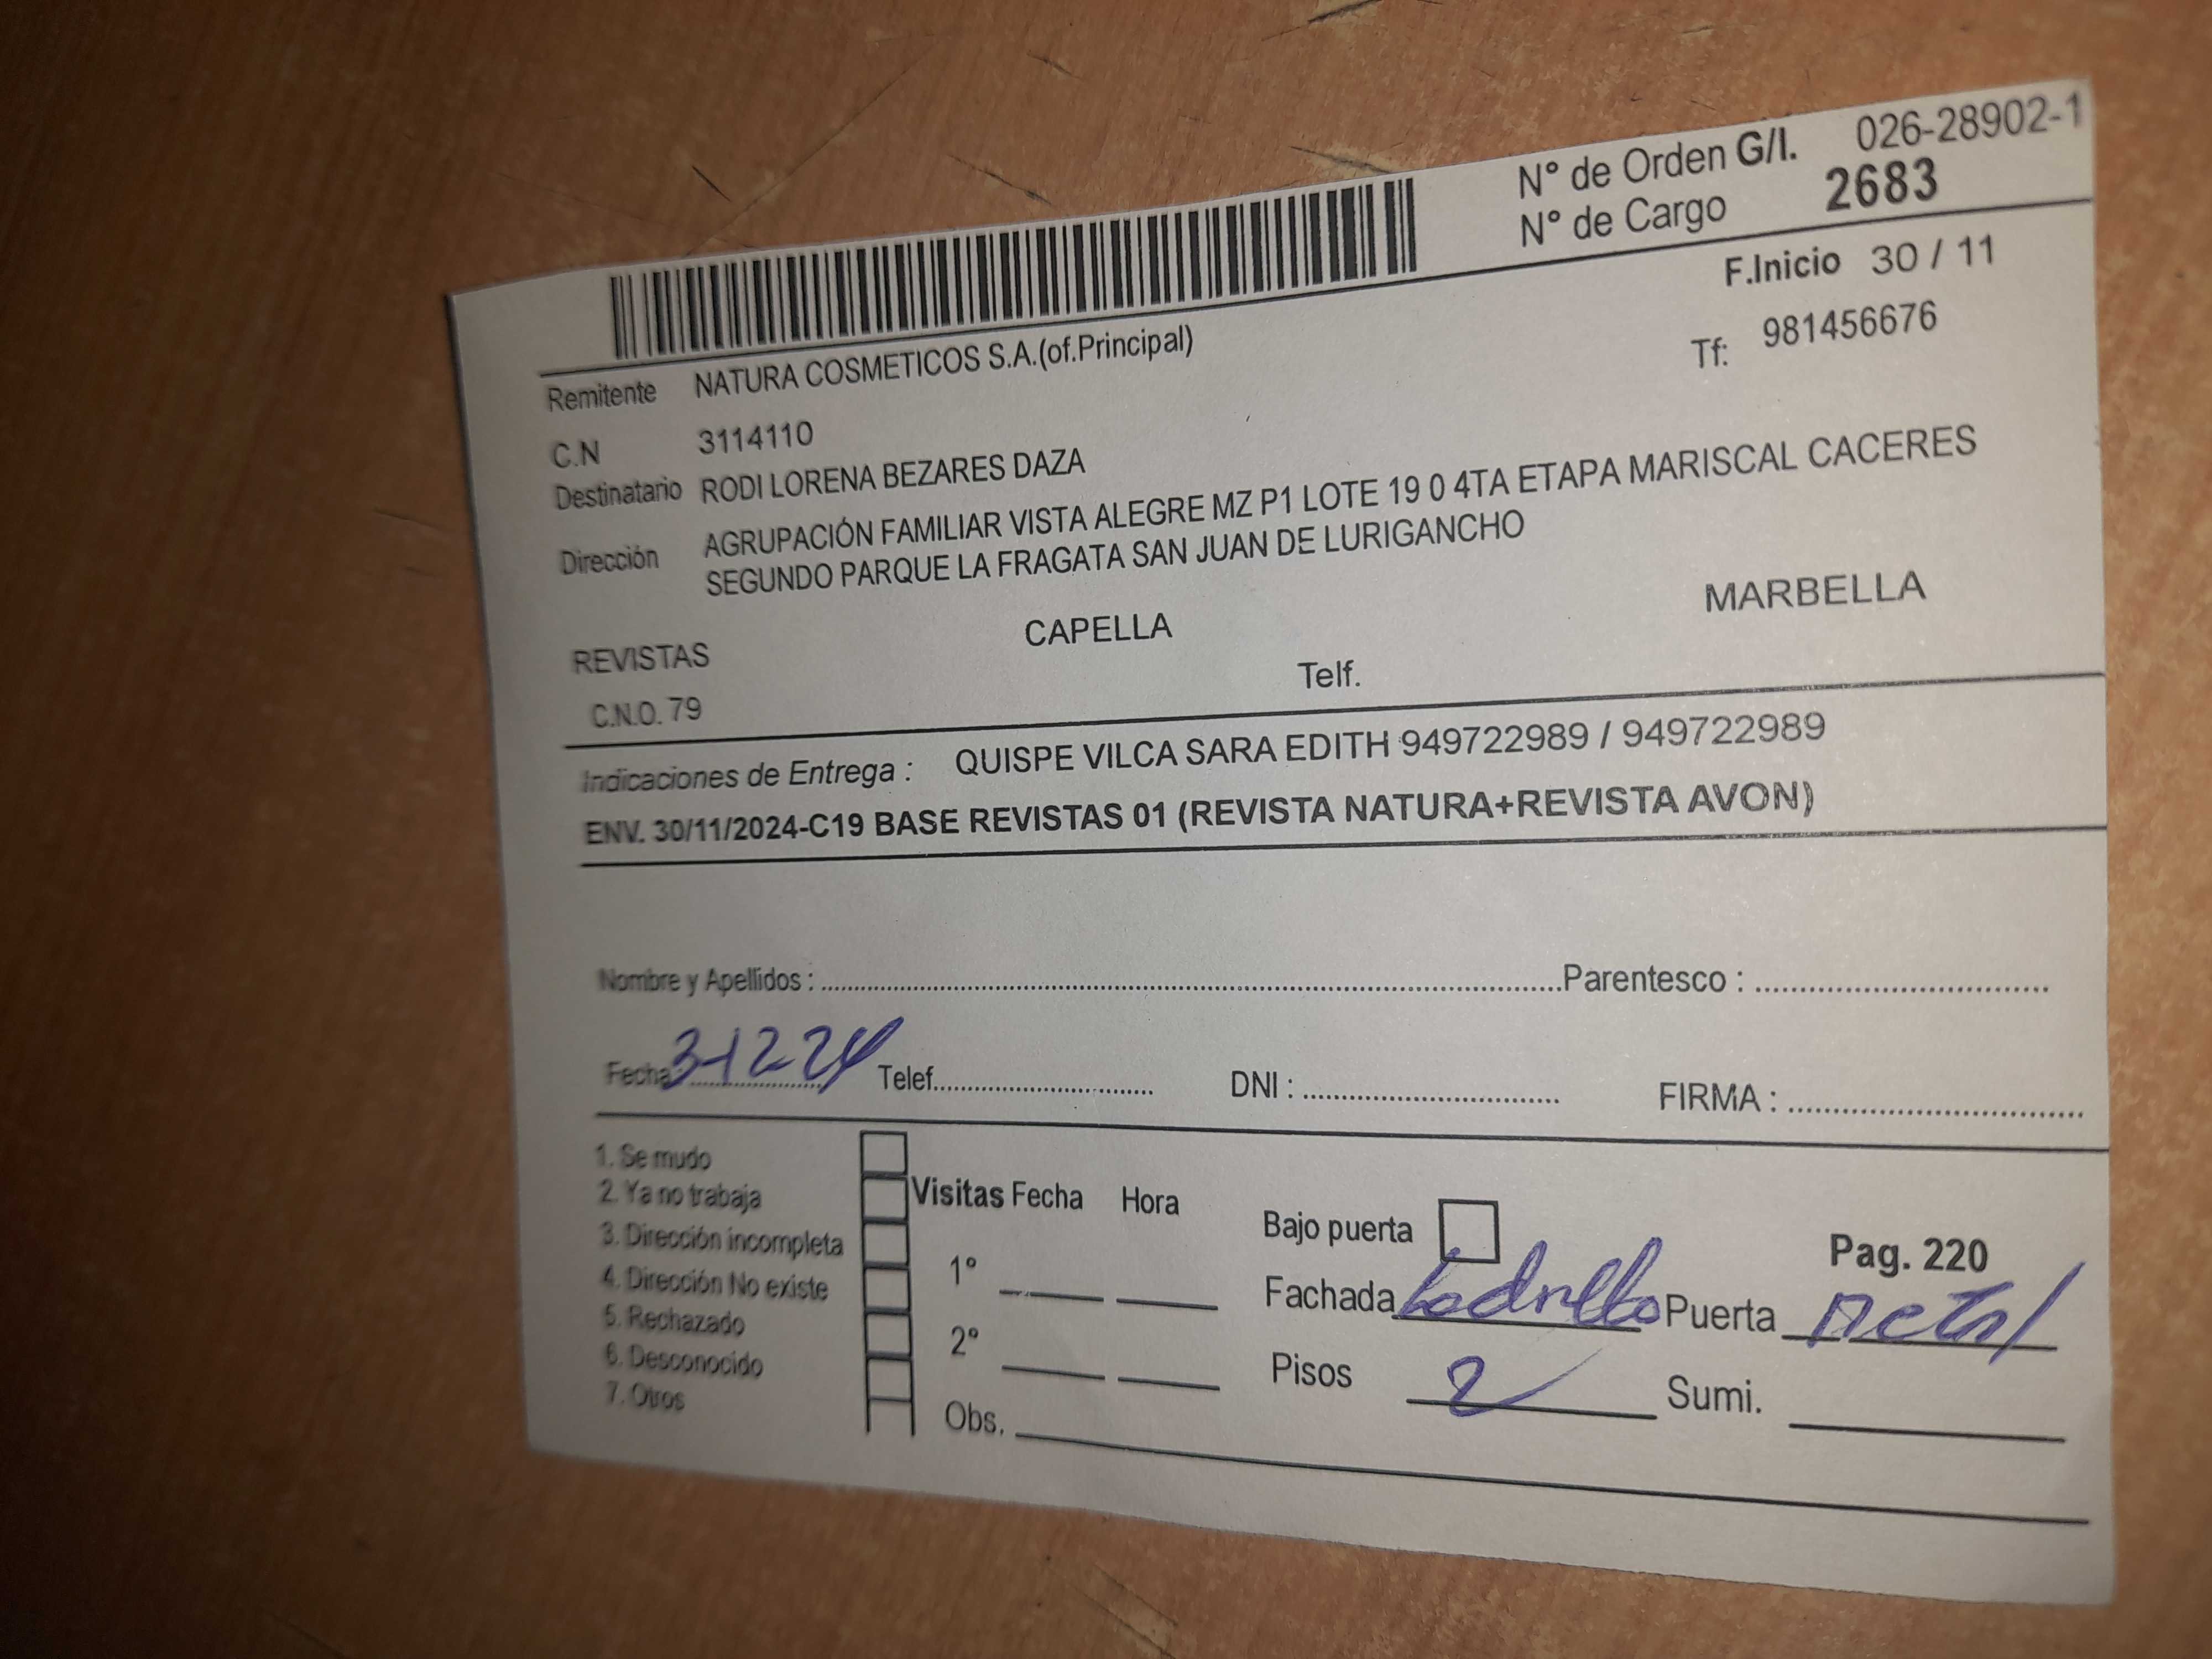 N° de Orden G/I. 026-28902-1
N° de Cargo 2683
F.Inicio 30 / 11
Remitente NATURA COSMETICOS S.A.(of.Principal) Tf: 981456676
C.N 3114110
Destinatario RODI LORENA BEZARES DAZA
Dirección AGRUPACIÓN FAMILIAR VISTA ALEGRE MZ P1 LOTE 19 0 4TA ETAPA MARISCAL CACERES
SEGUNDO PARQUE LA FRAGATA SAN JUAN DE LURIGANCHO
REVISTAS CAPELLA MARBELLA
C.N.O. 79 Telf.
Indicaciones de Entrega : QUISPE VILCA SARA EDITH 949722989 / 949722989
ENV. 30/11/2024-C19 BASE REVISTAS 01 (REVISTA NATURA+REVISTA AVON)
Nombre y Apellidos : Parentesco :
Fecha: 3-12 24 Telef. DNI : FIRMA :
1. Se mudo
2. Ya no trabaja
3. Dirección incompleta
4. Dirección No existe
5. Rechazado
6. Desconocido
7. Otros
Visitas Fecha Hora
1°
2°
Obs.
Bajo puerta Pag. 220
Fachada Ladrillo Puerta Metal
Pisos 2 Sumi.